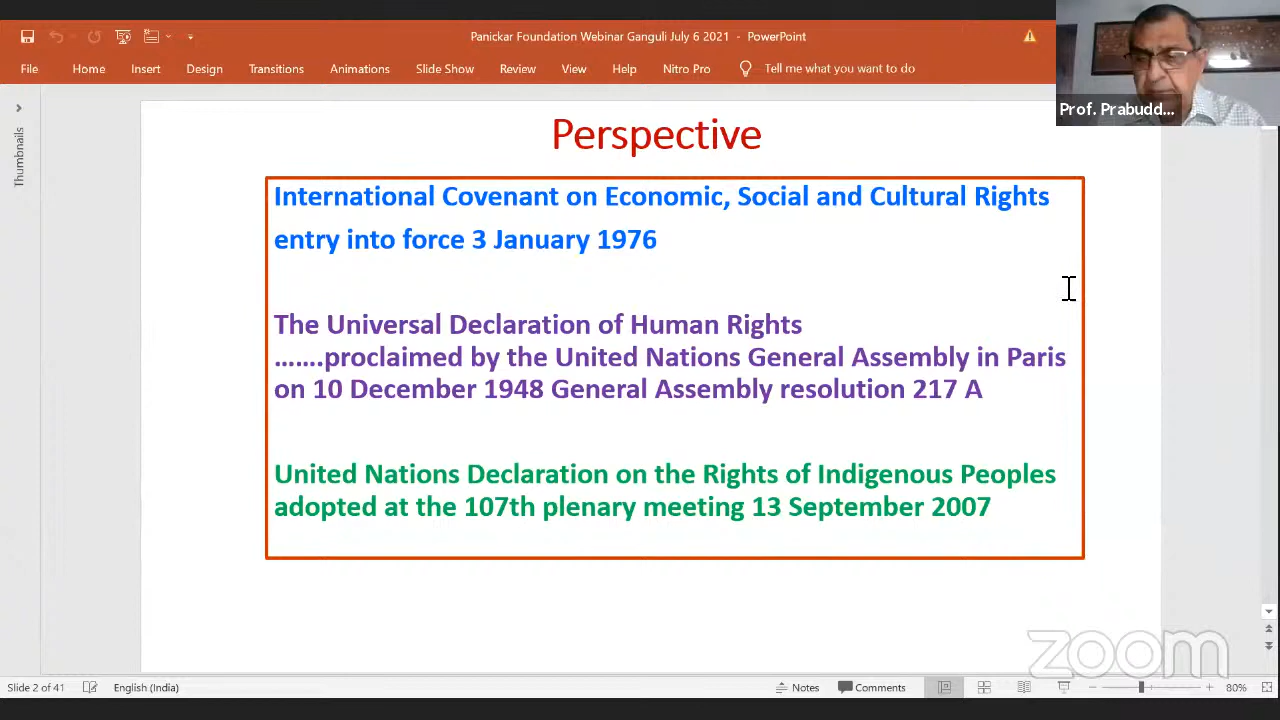 Panickar Foundation Webinar Ganguli July 6 2021 - PowerPoint
File Home Insert Design Transitions Animations Slide Show Review View Help Nitro Pro Tell me what you want to do
Prof. Prabudd...
Thumbnails
Perspective
International Covenant on Economic, Social and Cultural Rights
entry into force 3 January 1976
The Universal Declaration of Human Rights
…….proclaimed by the United Nations General Assembly in Paris
on 10 December 1948 General Assembly resolution 217 A
United Nations Declaration on the Rights of Indigenous Peoples
adopted at the 107th plenary meeting 13 September 2007
zoom
Slide 2 of 41 English (India) Notes Comments 80%